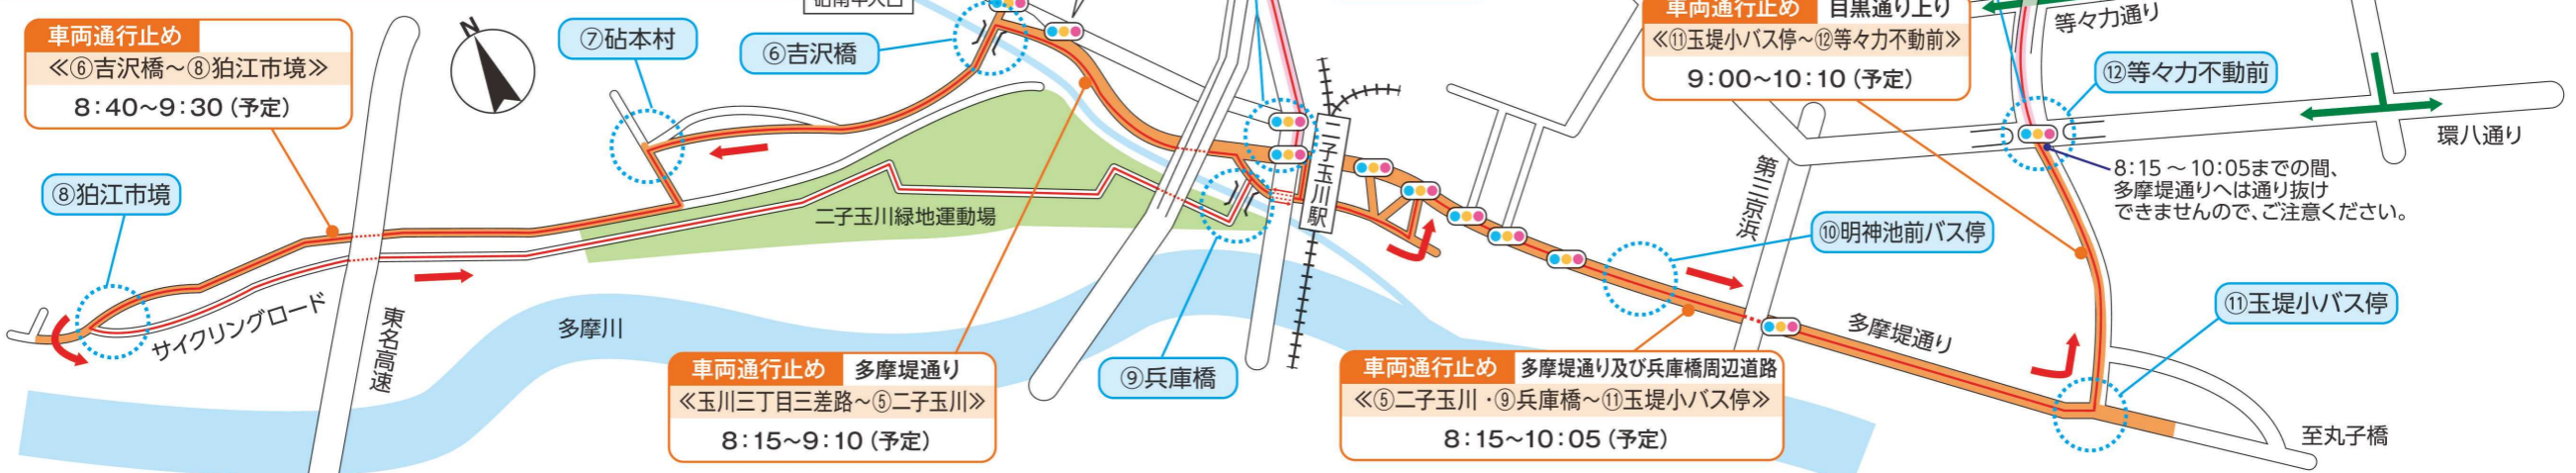 車両通行止め
≪⑥吉沢橋～⑧狛江市境≫
8：40～9：30（予定）
N
⑦砧本村
⑥吉沢橋
車両通行止め 目黒通り上り
≪⑪玉堤小バス停～⑫等々力不動前≫
9：00～10：10（予定）
等々力通り
⑫等々力不動前
環八通り
8：15～10：05までの間、
多摩堤通りへは通り抜け
できませんので、ご注意ください。
⑧狛江市境
二子玉川緑地運動場
二子玉川駅
第三京浜
⑩明神池前バス停
サイクリングロード
東名高速
多摩川
⑨兵庫橋
多摩堤通り
⑪玉堤小バス停
車両通行止め 多摩堤通り
≪玉川三丁目三差路～⑤二子玉川≫
8：15～9：10（予定）
車両通行止め 多摩堤通り及び兵庫橋周辺道路
≪⑤二子玉川・⑨兵庫橋～⑪玉堤小バス停≫
8：15～10：05（予定）
至丸子橋